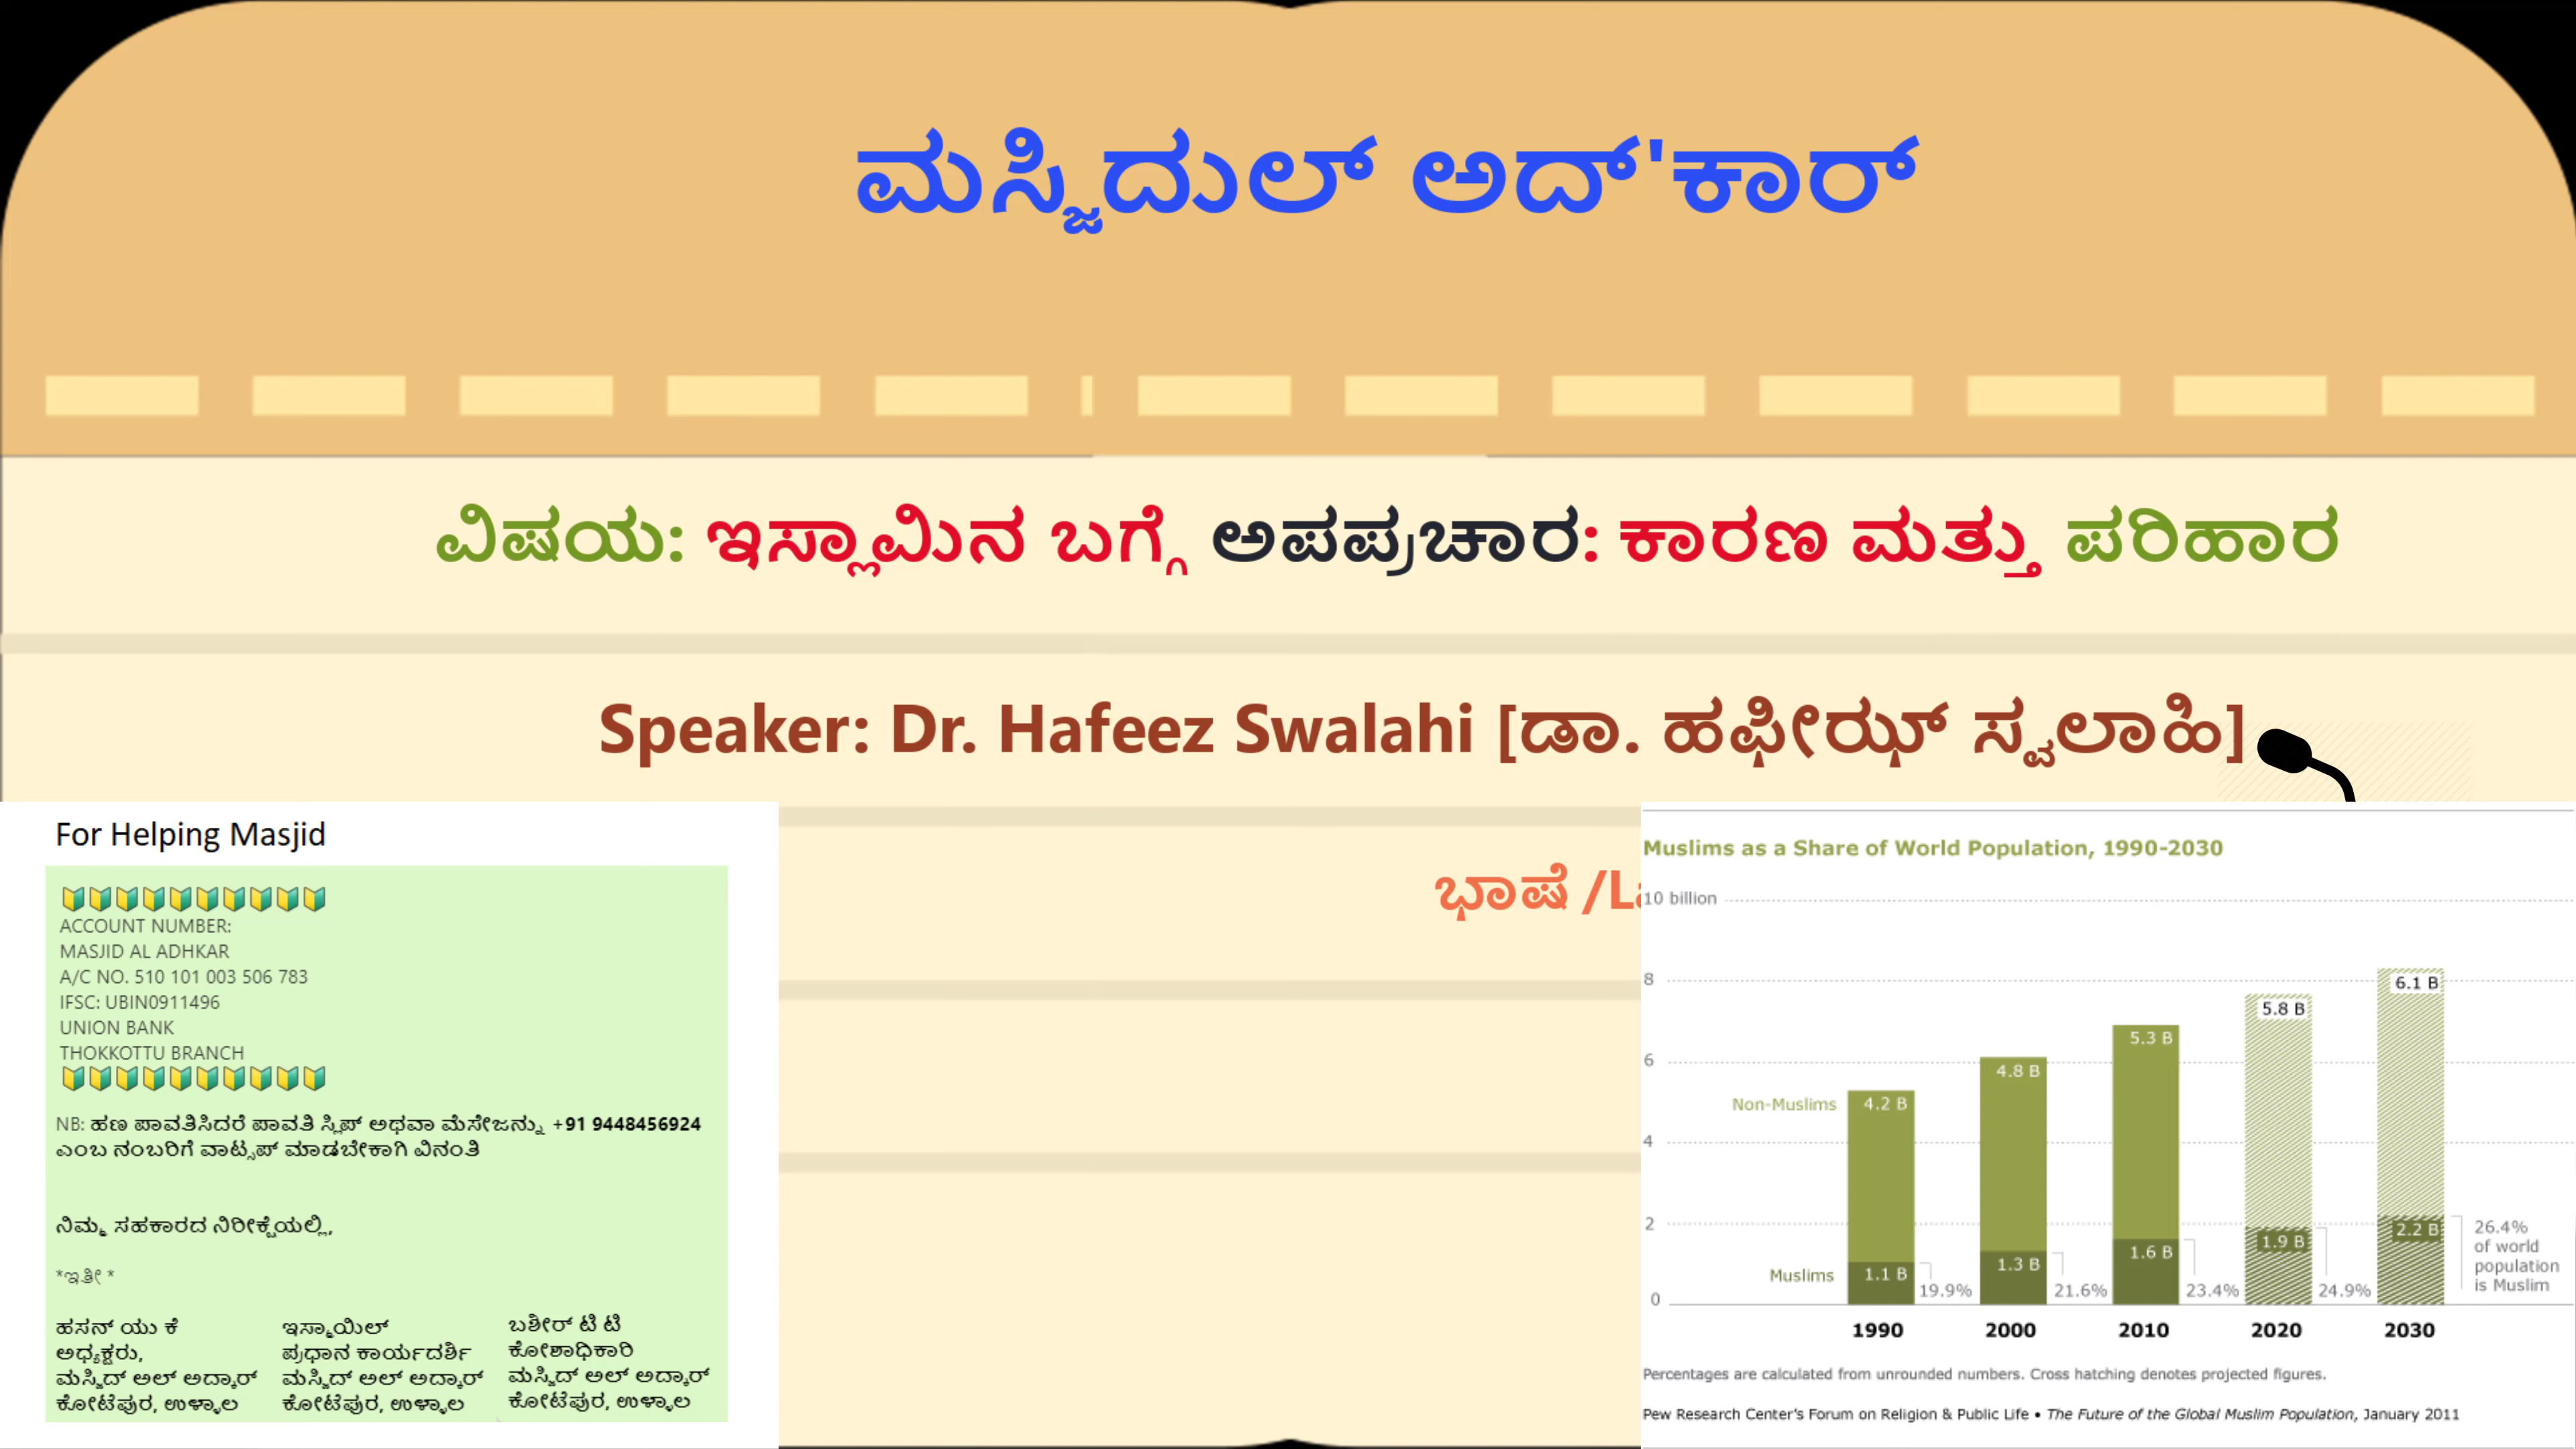 ಮಸ್ಜಿದುಲ್ ಅದ್'ಕಾರ್
ವಿಷಯ: ಇಸ್ಲಾಮಿನ ಬಗ್ಗೆ ಅಪಪ್ರಚಾರ: ಕಾರಣ ಮತ್ತು ಪರಿಹಾರ
Speaker: Dr. Hafeez Swalahi [ಡಾ. ಹಫೀಝ್ ಸ್ವಲಾಹಿ]
ಭಾಷೆ /La
For Helping Masjid
ACCOUNT NUMBER:
MASJID AL ADHKAR
A/C NO. 510 101 003 506 783
IFSC: UBIN0911496
UNION BANK
THOKKOTTU BRANCH
NB: ಹಣ ಪಾವತಿಸಿದರೆ ಪಾವತಿ ಸ್ಲಿಪ್ ಅಥವಾ ಮೆಸೇಜನ್ನು +91 9448456924
ಎಂಬ ನಂಬರಿಗೆ ವಾಟ್ಸಪ್ ಮಾಡಬೇಕಾಗಿ ವಿನಂತಿ
ನಿಮ್ಮ ಸಹಕಾರದ ನಿರೀಕ್ಷೆಯಲ್ಲಿ,
*ಇತೀ *
ಹಸನ್ ಯು ಕೆ
ಅಧ್ಯಕ್ಷರು,
ಮಸ್ಜಿದ್ ಅಲ್ ಅದ್ಕಾರ್
ಕೋಟೆಪುರ, ಉಳ್ಳಾಲ
ಇಸ್ಮಾಯಿಲ್
ಪ್ರಧಾನ ಕಾರ್ಯದರ್ಶಿ
ಮಸ್ಜಿದ್ ಅಲ್ ಅದ್ಕಾರ್
ಕೋಟೆಪುರ, ಉಳ್ಳಾಲ
ಬಶೀರ್ ಟಿ ಟಿ
ಕೋಶಾಧಿಕಾರಿ
ಮಸ್ಜಿದ್ ಅಲ್ ಅದ್ಕಾರ್
ಕೋಟೆಪುರ, ಉಳ್ಳಾಲ
Muslims as a Share of World Population, 1990-2030
10 billion
8
6.1 B
5.8 B
6
5.3 B
4.8 B
Non-Muslims 4.2 B
4
2
26.4%
of world
population
is Muslim
Muslims 1.1 B 1.3 B 1.6 B 1.9 B 2.2 B
19.9% 21.6% 23.4% 24.9%
0
1990 2000 2010 2020 2030
Percentages are calculated from unrounded numbers. Cross hatching denotes projected figures.
Pew Research Center's Forum on Religion & Public Life • The Future of the Global Muslim Population, January 2011